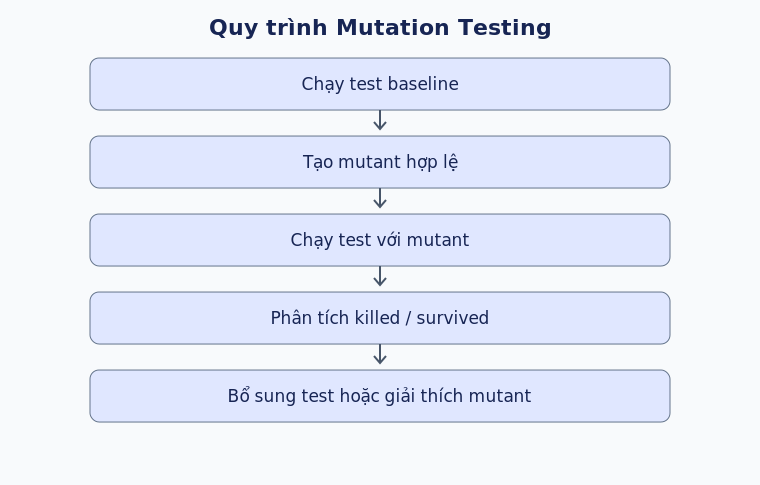 Quy trình Mutation Testing
Chạy test baseline
Tạo mutant hợp lệ
Chạy test với mutant
Phân tích killed / survived
Bổ sung test hoặc giải thích mutant